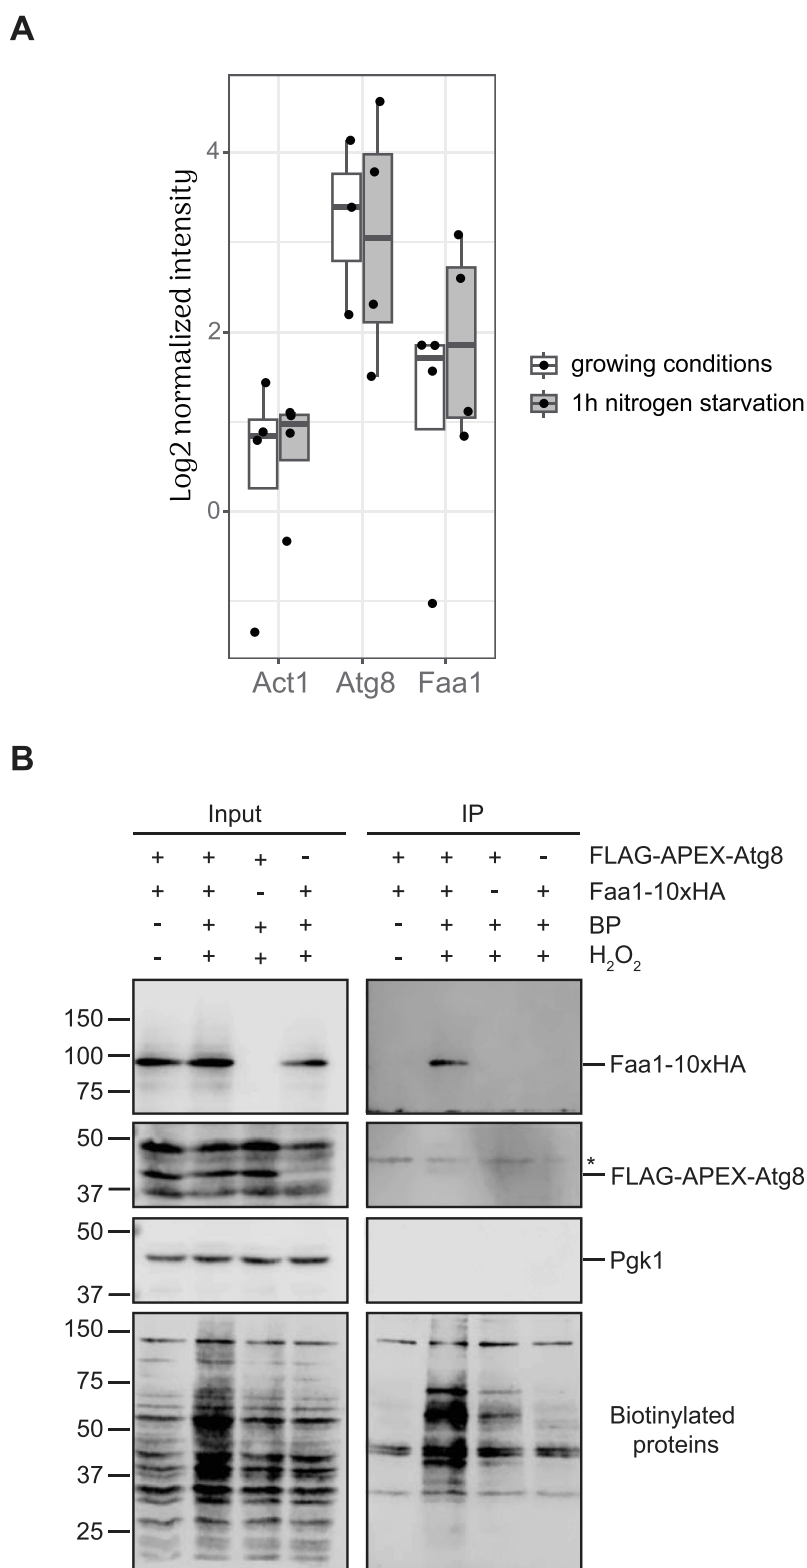 A
Log2 normalized intensity
4
2
0
Act1 Atg8 Faa1
growing conditions
1h nitrogen starvation
B
Input IP
+ + + - + + + - FLAG-APEX-Atg8
+ + - + + + - + Faa1-10xHA
- + + + - + + + BP
- + + + - + + + H2O2
150
100
75
Faa1-10xHA
50
37
*
FLAG-APEX-Atg8
50
37
Pgk1
150
75
50
37
25
Biotinylated
proteins